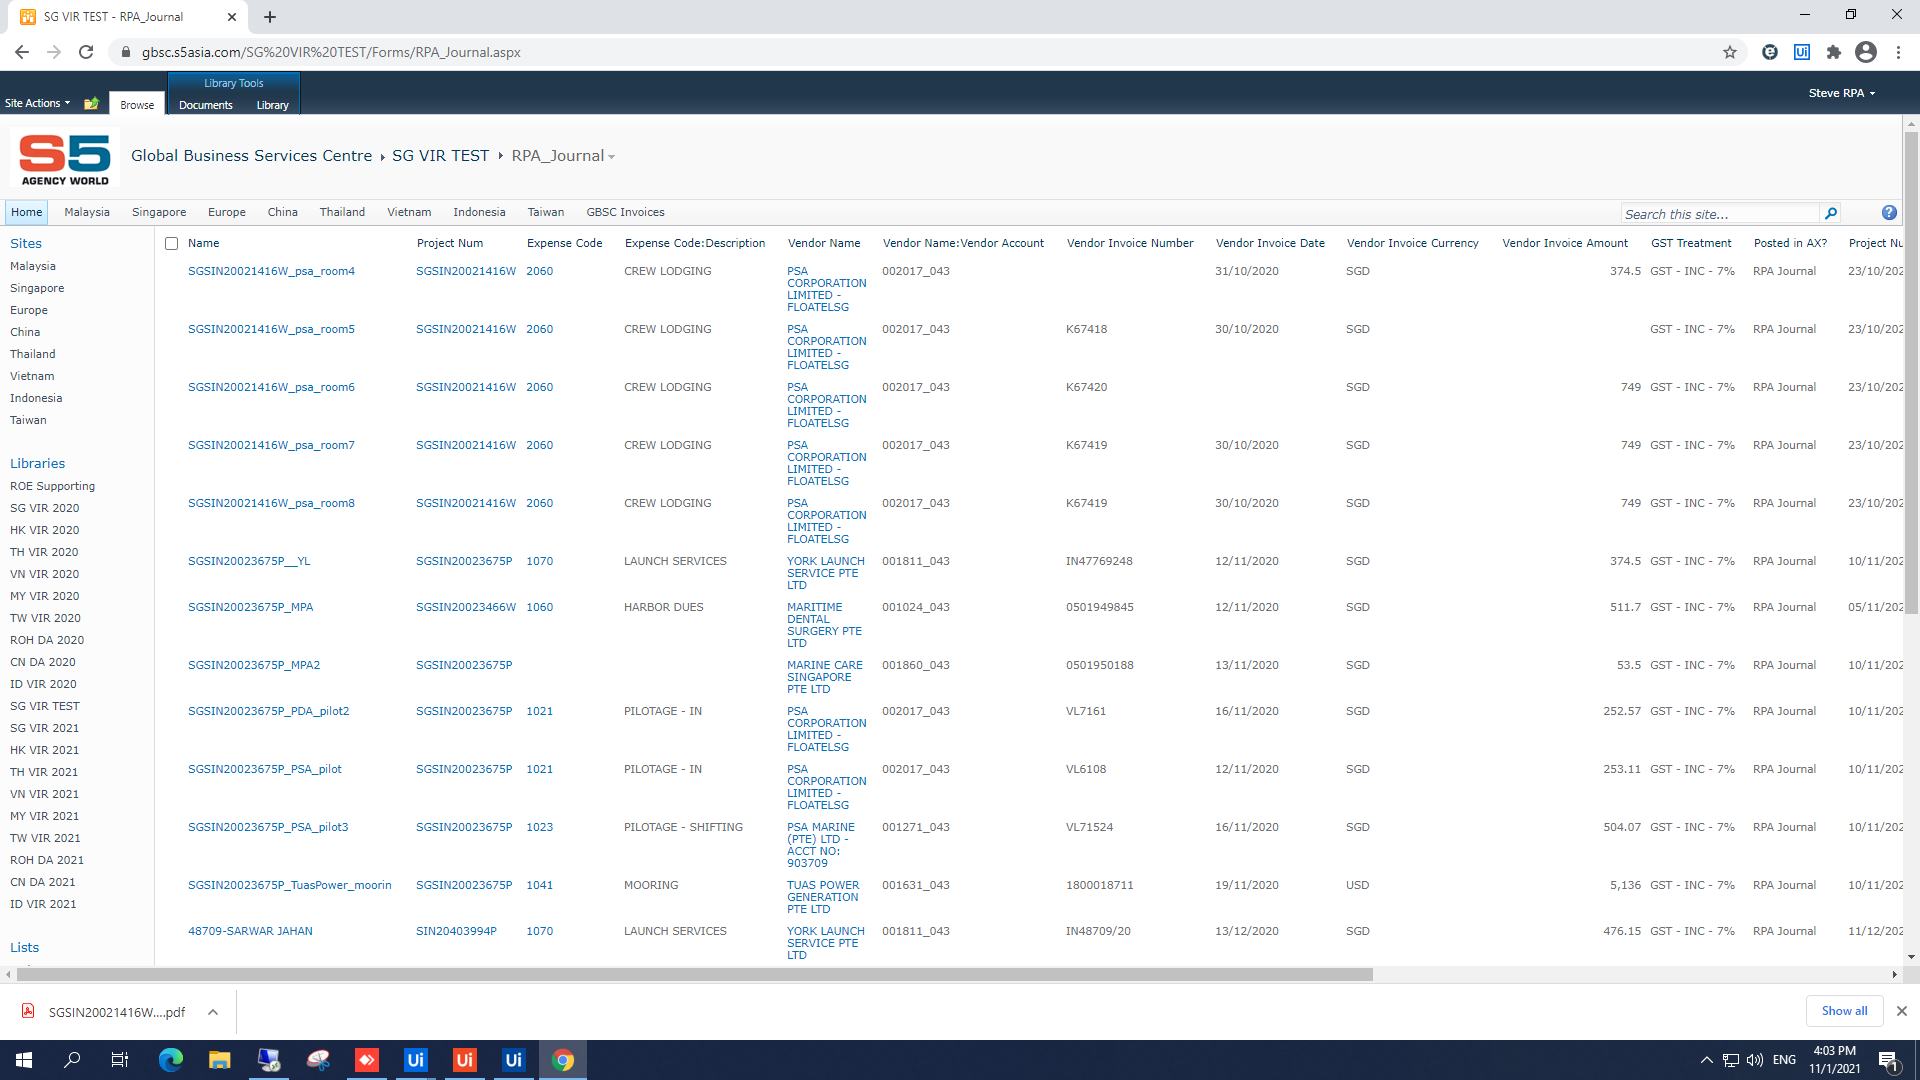 SG VIR TEST - RPA_Journal
gbsc.s5asia.com/SG%20VIR%20TEST/Forms/RPA_Journal.aspx
Library Tools
Site Actions Browse Documents Library Steve RPA
S5
AGENCY WORLD
Global Business Services Centre SG VIR TEST RPA_Journal
Home Malaysia Singapore Europe China Thailand Vietnam Indonesia Taiwan GBSC Invoices Search this site...
Sites
Malaysia
Singapore
Europe
China
Thailand
Vietnam
Indonesia
Taiwan
Libraries
ROE Supporting
SG VIR 2020
HK VIR 2020
TH VIR 2020
VN VIR 2020
MY VIR 2020
TW VIR 2020
ROH DA 2020
CN DA 2020
ID VIR 2020
SG VIR TEST
SG VIR 2021
HK VIR 2021
TH VIR 2021
VN VIR 2021
MY VIR 2021
TW VIR 2021
ROH DA 2021
CN DA 2021
ID VIR 2021
Lists
Name Project Num Expense Code Expense Code:Description Vendor Name Vendor Name:Vendor Account Vendor Invoice Number Vendor Invoice Date Vendor Invoice Currency Vendor Invoice Amount GST Treatment Posted in AX? Project Nu
SGSIN20021416W_psa_room4 SGSIN20021416W 2060 CREW LODGING PSA 002017_043 31/10/2020 SGD 374.5 GST - INC - 7% RPA Journal 23/10/202
CORPORATION
LIMITED -
FLOATELSG
SGSIN20021416W_psa_room5 SGSIN20021416W 2060 CREW LODGING PSA 002017_043 K67418 30/10/2020 SGD GST - INC - 7% RPA Journal 23/10/202
CORPORATION
LIMITED -
FLOATELSG
SGSIN20021416W_psa_room6 SGSIN20021416W 2060 CREW LODGING PSA 002017_043 K67420 SGD 749 GST - INC - 7% RPA Journal 23/10/202
CORPORATION
LIMITED -
FLOATELSG
SGSIN20021416W_psa_room7 SGSIN20021416W 2060 CREW LODGING PSA 002017_043 K67419 30/10/2020 SGD 749 GST - INC - 7% RPA Journal 23/10/202
CORPORATION
LIMITED -
FLOATELSG
SGSIN20021416W_psa_room8 SGSIN20021416W 2060 CREW LODGING PSA 002017_043 K67419 30/10/2020 SGD 749 GST - INC - 7% RPA Journal 23/10/202
CORPORATION
LIMITED -
FLOATELSG
SGSIN20023675P__YL SGSIN20023675P 1070 LAUNCH SERVICES YORK LAUNCH 001811_043 IN47769248 12/11/2020 SGD 374.5 GST - INC - 7% RPA Journal 10/11/202
SERVICE PTE
LTD
SGSIN20023675P_MPA SGSIN20023466W 1060 HARBOR DUES MARITIME 001024_043 0501949845 12/11/2020 SGD 511.7 GST - INC - 7% RPA Journal 05/11/202
DENTAL
SURGERY PTE
LTD
SGSIN20023675P_MPA2 SGSIN20023675P MARINE CARE 001860_043 0501950188 13/11/2020 SGD 53.5 GST - INC - 7% RPA Journal 10/11/202
SINGAPORE
PTE LTD
SGSIN20023675P_PDA_pilot2 SGSIN20023675P 1021 PILOTAGE - IN PSA 002017_043 VL7161 16/11/2020 SGD 252.57 GST - INC - 7% RPA Journal 10/11/202
CORPORATION
LIMITED -
FLOATELSG
SGSIN20023675P_PSA_pilot SGSIN20023675P 1021 PILOTAGE - IN PSA 002017_043 VL6108 12/11/2020 SGD 253.11 GST - INC - 7% RPA Journal 10/11/202
CORPORATION
LIMITED -
FLOATELSG
SGSIN20023675P_PSA_pilot3 SGSIN20023675P 1023 PILOTAGE - SHIFTING PSA MARINE 001271_043 VL71524 16/11/2020 SGD 504.07 GST - INC - 7% RPA Journal 10/11/202
(PTE) LTD -
ACCT NO:
903709
SGSIN20023675P_TuasPower_moorin SGSIN20023675P 1041 MOORING TUAS POWER 001631_043 1800018711 19/11/2020 USD 5,136 GST - INC - 7% RPA Journal 10/11/202
GENERATION
PTE LTD
48709-SARWAR JAHAN SIN20403994P 1070 LAUNCH SERVICES YORK LAUNCH 001811_043 IN48709/20 13/12/2020 SGD 476.15 GST - INC - 7% RPA Journal 11/12/202
SERVICE PTE
LTD
SGSIN20021416W....pdf Show all
Ui Ui Ui ENG 4:03 PM
11/1/2021
1